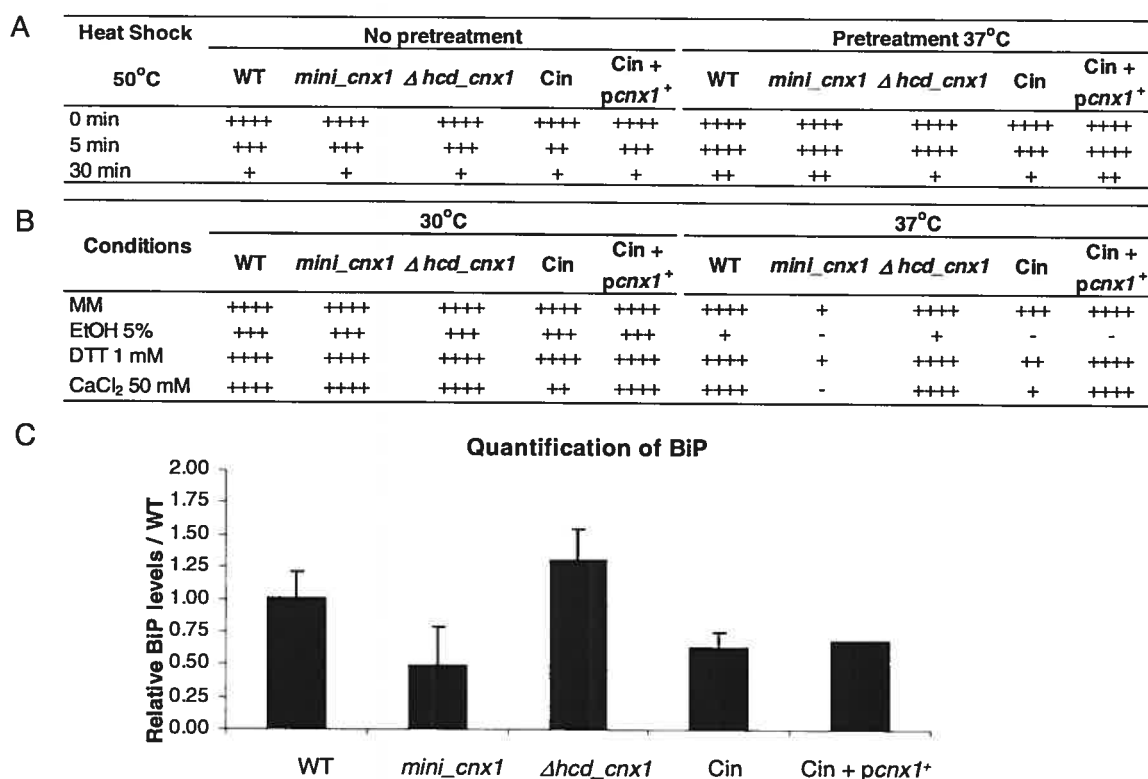 A
Heat Shock No pretreatment Pretreatment 37°C
50°C WT mini_cnx1 Δhcd_cnx1 Cin Cin + pcnx1⁺ WT mini_cnx1 Δhcd_cnx1 Cin Cin + pcnx1⁺
0 min ++++ ++++ ++++ ++++ ++++ ++++ ++++ ++++ ++++ ++++
5 min +++ +++ +++ ++ +++ ++++ ++++ ++++ +++ ++++
30 min + + + + + ++ ++ + + ++
B
30°C 37°C
Conditions WT mini_cnx1 Δhcd_cnx1 Cin Cin + pcnx1⁺ WT mini_cnx1 Δhcd_cnx1 Cin Cin + pcnx1⁺
MM ++++ ++++ ++++ ++++ ++++ ++++ + ++++ +++ ++++
EtOH 5% +++ +++ +++ +++ +++ + - + - -
DTT 1 mM ++++ ++++ ++++ ++++ ++++ ++++ + ++++ ++ ++++
CaCl₂ 50 mM ++++ ++++ ++++ ++ ++++ ++++ - ++++ + ++++
C
Quantification of BiP
Relative BiP levels / WT
2.00
1.75
1.50
1.25
1.00
0.75
0.50
0.25
0.00
WT mini_cnx1 Δhcd_cnx1 Cin Cin + pcnx1⁺